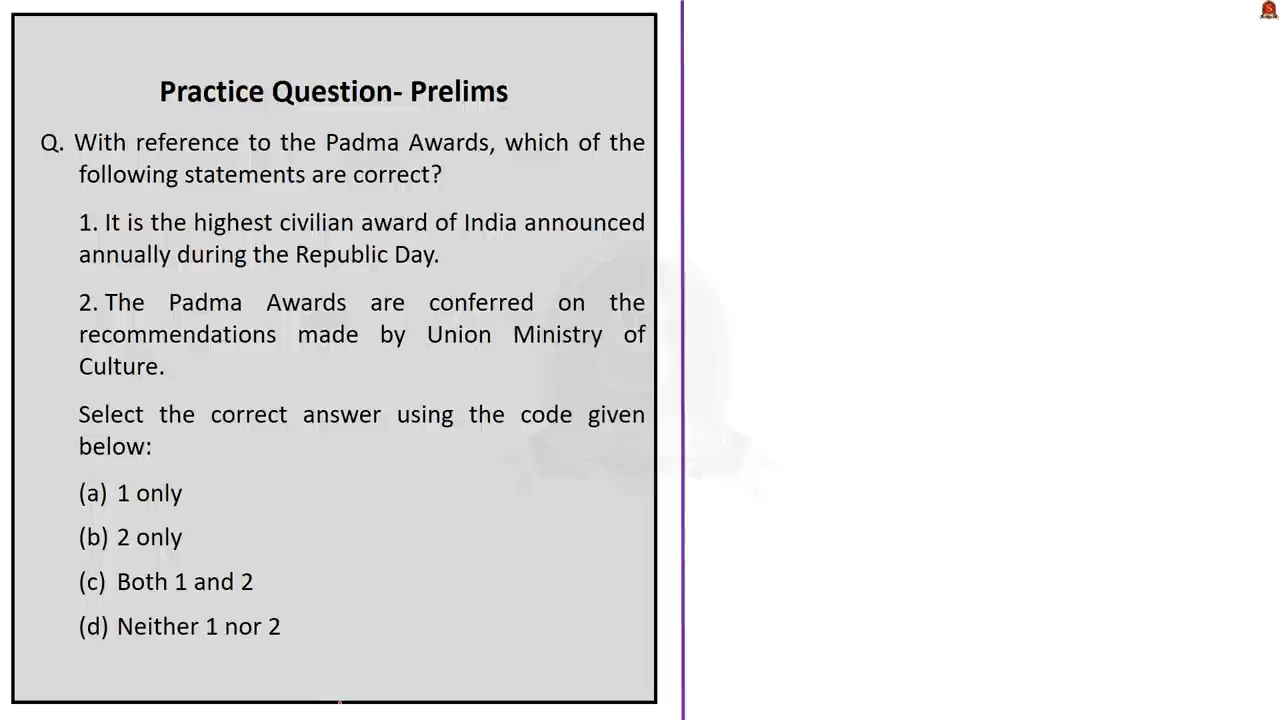 Practice Question- Prelims
Q. With reference to the Padma Awards, which of the
following statements are correct?
1. It is the highest civilian award of India announced
annually during the Republic Day.
2. The Padma Awards are conferred on the
recommendations made by Union Ministry of
Culture.
Select the correct answer using the code given
below:
(a) 1 only
(b) 2 only
(c) Both 1 and 2
(d) Neither 1 nor 2